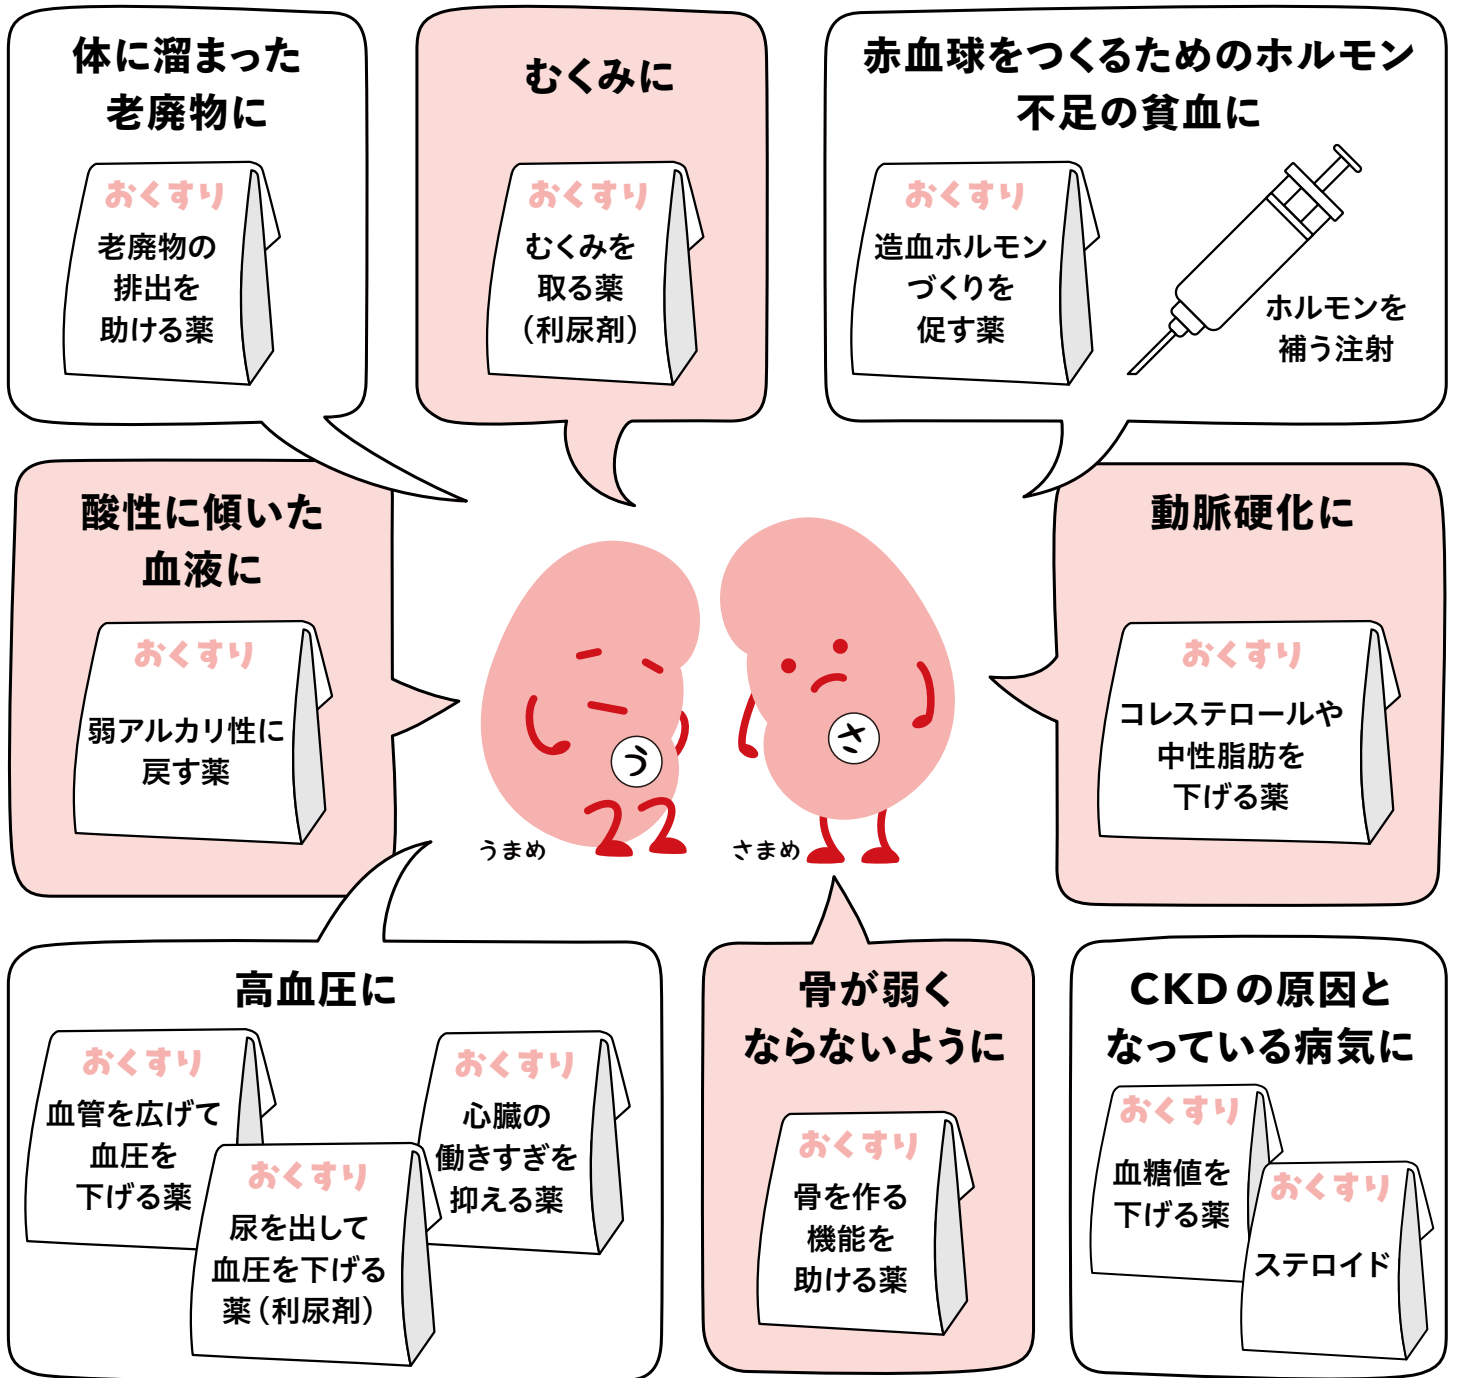 体に溜まった
老廃物に
おくすり
老廃物の
排出を
助ける薬
むくみに
おくすり
むくみを
取る薬
（利尿剤）
赤血球をつくるためのホルモン
不足の貧血に
おくすり
造血ホルモン
づくりを
促す薬
ホルモンを
補う注射
酸性に傾いた
血液に
おくすり
弱アルカリ性に
戻す薬
う
うまめ
さ
さまめ
動脈硬化に
おくすり
コレステロールや
中性脂肪を
下げる薬
高血圧に
おくすり
血管を広げて
血圧を
下げる薬
おくすり
尿を出して
血圧を下げる
薬（利尿剤）
おくすり
心臓の
働きすぎを
抑える薬
骨が弱く
ならないように
おくすり
骨を作る
機能を
助ける薬
CKDの原因と
なっている病気に
おくすり
血糖値を
下げる薬
おくすり
ステロイド